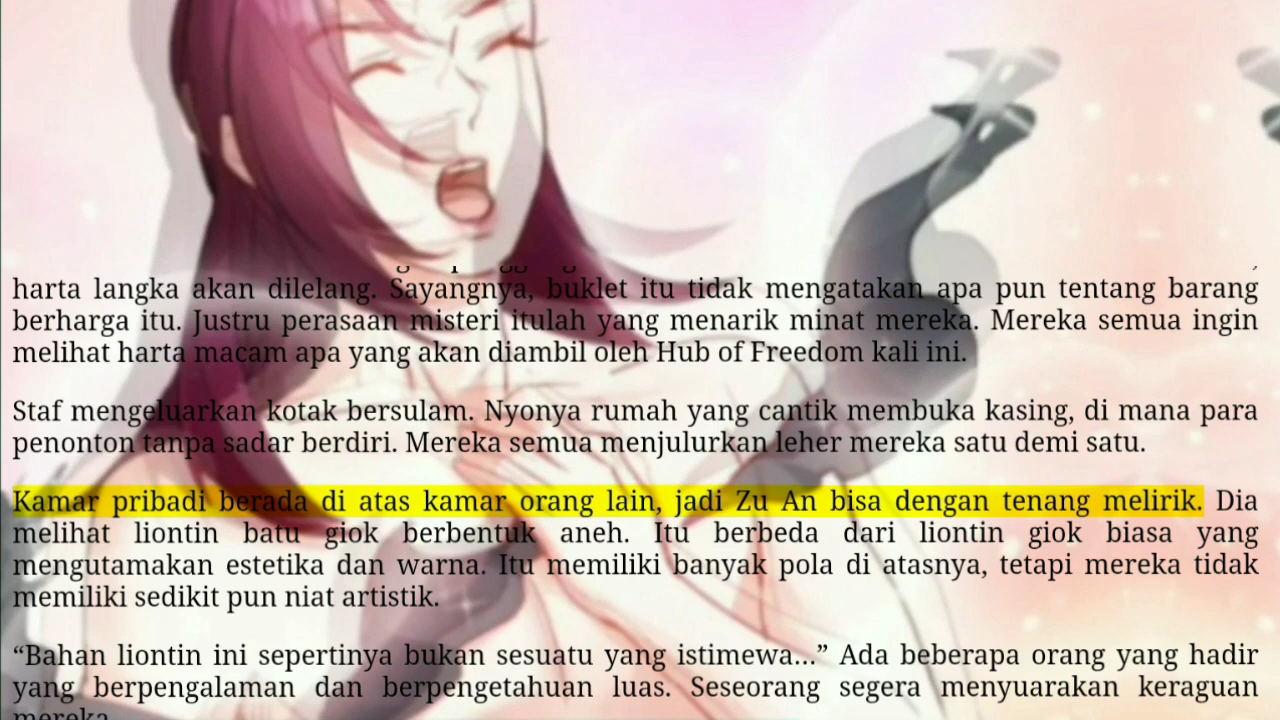 harta langka akan dilelang. Sayangnya, buklet itu tidak mengatakan apa pun tentang barang
berharga itu. Justru perasaan misteri itulah yang menarik minat mereka. Mereka semua ingin
melihat harta macam apa yang akan diambil oleh Hub of Freedom kali ini.
Staf mengeluarkan kotak bersulam. Nyonya rumah yang cantik membuka kasing, di mana para
penonton tanpa sadar berdiri. Mereka semua menjulurkan leher mereka satu demi satu.
Kamar pribadi berada di atas kamar orang lain, jadi Zu An bisa dengan tenang melirik. Dia
melihat liontin batu giok berbentuk aneh. Itu berbeda dari liontin giok biasa yang
mengutamakan estetika dan warna. Itu memiliki banyak pola di atasnya, tetapi mereka tidak
memiliki sedikit pun niat artistik.
“Bahan liontin ini sepertinya bukan sesuatu yang istimewa...” Ada beberapa orang yang hadir
yang berpengalaman dan berpengetahuan luas. Seseorang segera menyuarakan keraguan
mereka.